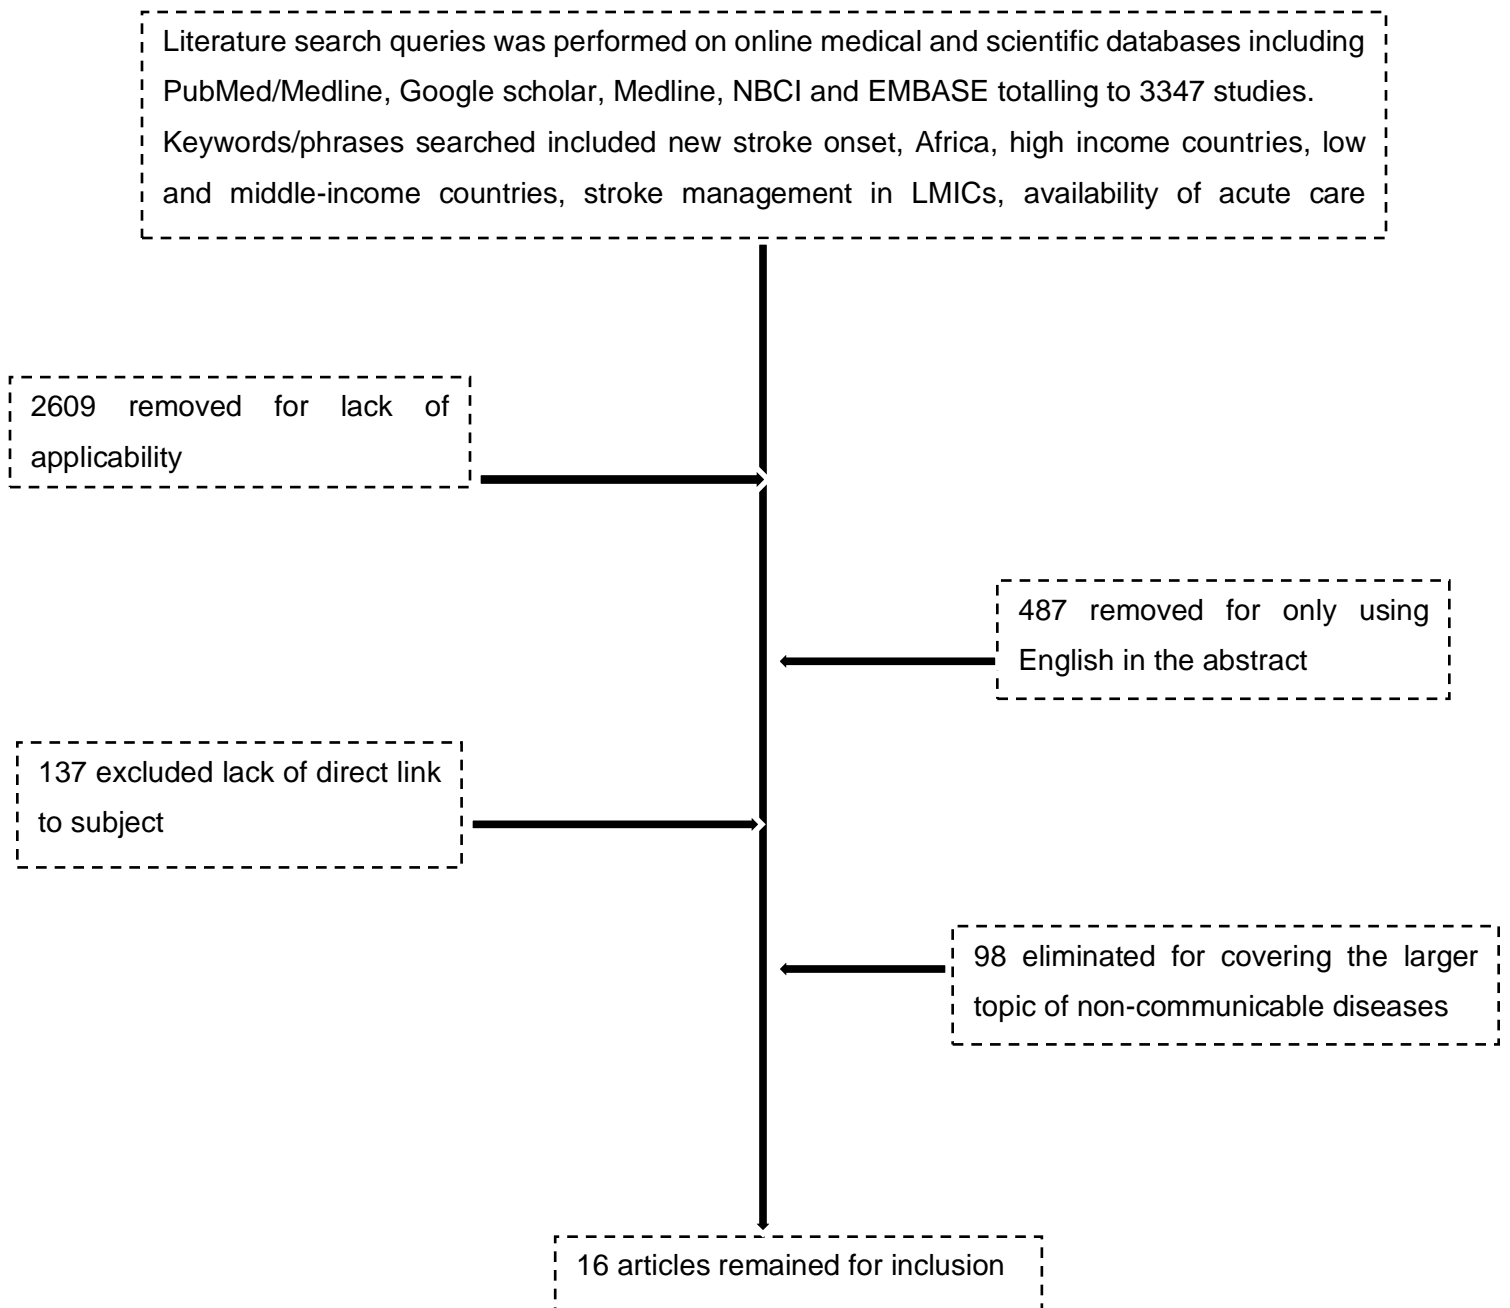 Literature search queries was performed on online medical and scientific databases including
PubMed/Medline, Google scholar, Medline, NBCI and EMBASE totalling to 3347 studies.
Keywords/phrases searched included new stroke onset, Africa, high income countries, low
and middle-income countries, stroke management in LMICs, availability of acute care
2609 removed for lack of
applicability
487 removed for only using
English in the abstract
137 excluded lack of direct link
to subject
98 eliminated for covering the larger
topic of non-communicable diseases
16 articles remained for inclusion